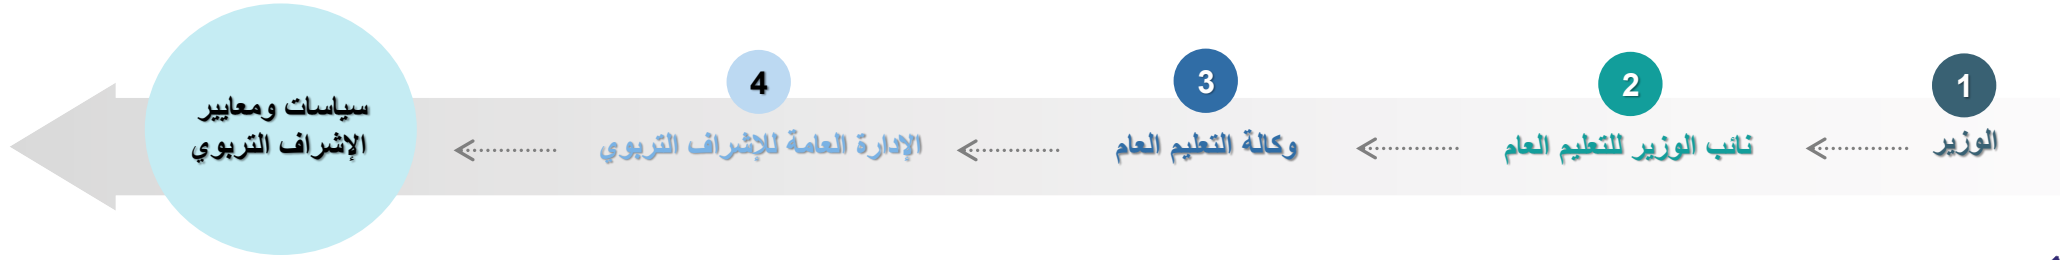 1
الوزير
2
نائب الوزير للتعليم العام
3
وكالة التعليم العام
4
الإدارة العامة للإشراف التربوي
سياسات ومعايير
الإشراف التربوي